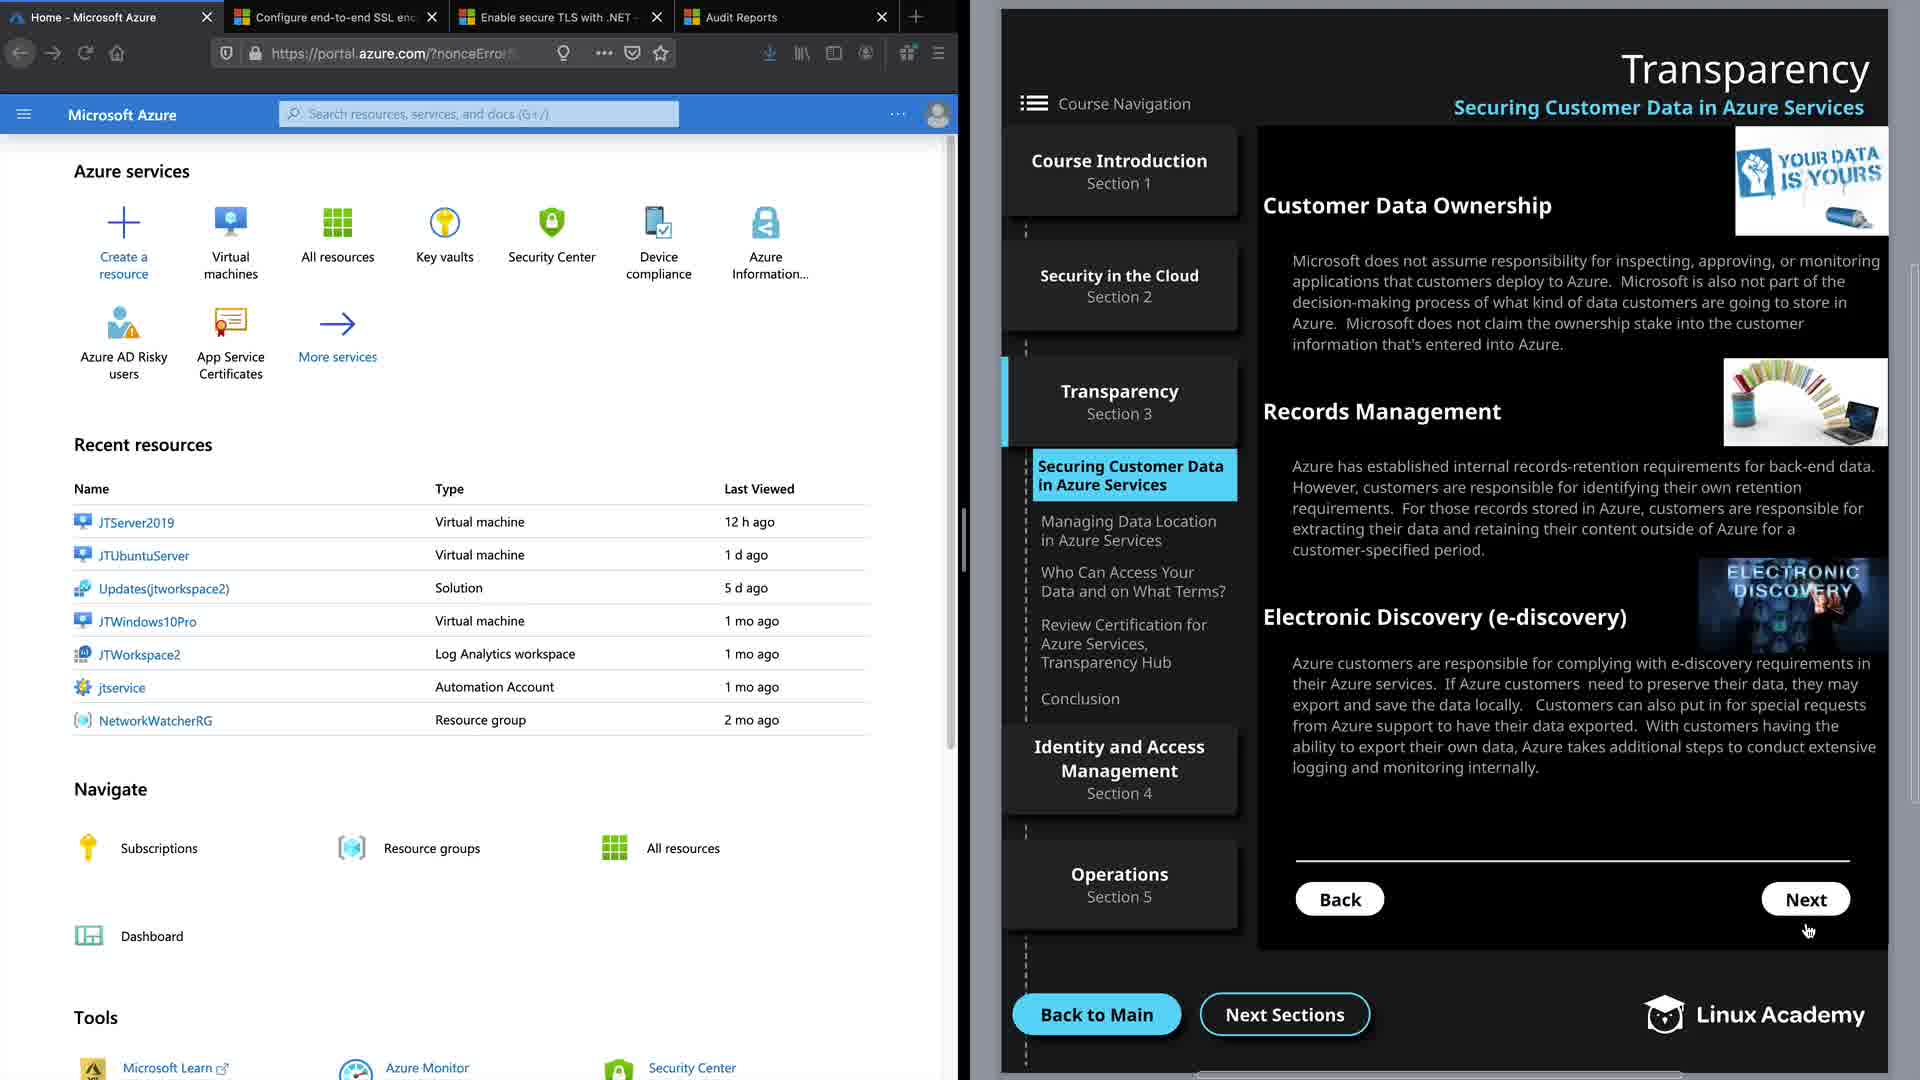 Home - Microsoft Azure
Configure end-to-end SSL enc
Enable secure TLS with .NET -
Audit Reports
https://portal.azure.com/?nonceError
Microsoft Azure
Search resources, services, and docs (G+/)
Azure services
Create a resource
Virtual machines
All resources
Key vaults
Security Center
Device compliance
Azure Information...
Azure AD Risky users
App Service Certificates
More services
Recent resources
Name Type Last Viewed
JTServer2019 Virtual machine 12 h ago
JTUbuntuServer Virtual machine 1 d ago
Updates(jtworkspace2) Solution 5 d ago
JTWindows10Pro Virtual machine 1 mo ago
JTWorkspace2 Log Analytics workspace 1 mo ago
jtservice Automation Account 1 mo ago
NetworkWatcherRG Resource group 2 mo ago
Navigate
Subscriptions
Resource groups
All resources
Dashboard
Tools
Microsoft Learn
Azure Monitor
Security Center
Transparency
Securing Customer Data in Azure Services
Course Navigation
Course Introduction
Section 1
Security in the Cloud
Section 2
Transparency
Section 3
Securing Customer Data
in Azure Services
Managing Data Location
in Azure Services
Who Can Access Your
Data and on What Terms?
Review Certification for
Azure Services,
Transparency Hub
Conclusion
Identity and Access
Management
Section 4
Operations
Section 5
YOUR DATA
IS YOURS
Customer Data Ownership
Microsoft does not assume responsibility for inspecting, approving, or monitoring
applications that customers deploy to Azure.  Microsoft is also not part of the
decision-making process of what kind of data customers are going to store in
Azure.  Microsoft does not claim the ownership stake into the customer
information that's entered into Azure.
Records Management
Azure has established internal records-retention requirements for back-end data.
However, customers are responsible for identifying their own retention
requirements.  For those records stored in Azure, customers are responsible for
extracting their data and retaining their content outside of Azure for a
customer-specified period.
ELECTRONIC
DISCOVERY
Electronic Discovery (e-discovery)
Azure customers are responsible for complying with e-discovery requirements in
their Azure services.  If Azure customers  need to preserve their data, they may
export and save the data locally.   Customers can also put in for special requests
from Azure support to have their data exported.  With customers having the
ability to export their own data, Azure takes additional steps to conduct extensive
logging and monitoring internally.
Back
Next
Back to Main
Next Sections
Linux Academy